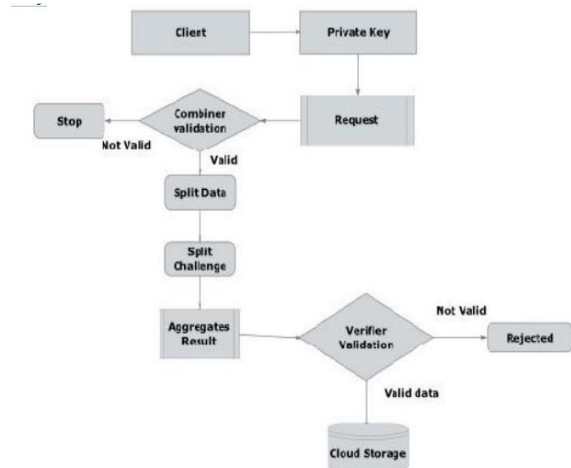 Client
Private Key
Stop
Combiner
validation
Request
Not Valid
Valid
Split Data
Split
Challenge
Aggregates
Result
Verifier
Validation
Not Valid
Rejected
Valid data
Cloud Storage